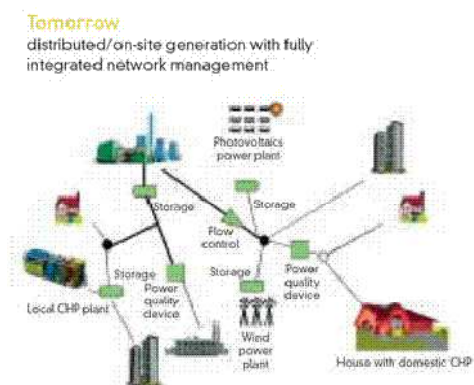 Tomorrow
distributed/on-site generation with fully
integrated network management
Photovoltaics
power plant
Storage
Storage
Flow
control
Storage
Storage
Power
quality
device
Power
quality
device
Local CHP plant
Wind
power
plant
House with domestic CHP